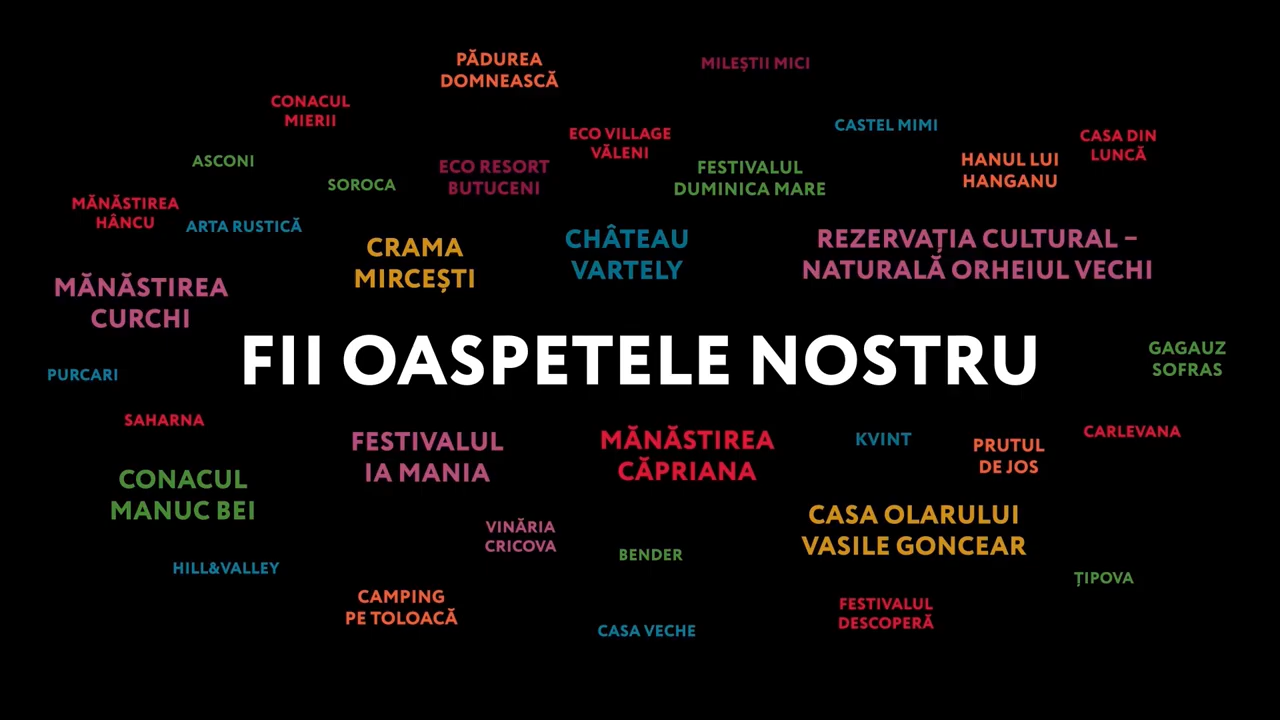 PĂDUREA
DOMNEASCĂ
MILEȘTII MICI
CONACUL
MIERII
CASTEL MIMI
ECO VILLAGE
VĂLENI
CASA DIN
LUNCĂ
ASCONI
SOROCA
ECO RESORT
BUTUCENI
FESTIVALUL
DUMINICA MARE
HANUL LUI
HANGANU
MĂNĂSTIREA
HÂNCU
ARTA RUSTICĂ
CRAMA
MIRCEȘTI
CHÂTEAU
VARTELY
REZERVAȚIA CULTURAL –
NATURALĂ ORHEIUL VECHI
MĂNĂSTIREA
CURCHI
FII OASPETELE NOSTRU
GAGAUZ
SOFRAS
PURCARI
SAHARNA
FESTIVALUL
IA MANIA
MĂNĂSTIREA
CĂPRIANA
KVINT
PRUTUL
DE JOS
CARLEVANA
CONACUL
MANUC BEI
VINĂRIA
CRICOVA
BENDER
CASA OLARULUI
VASILE GONCEAR
HILL&VALLEY
ȚIPOVA
CAMPING
PE TOLOACĂ
CASA VECHE
FESTIVALUL
DESCOPERĂ